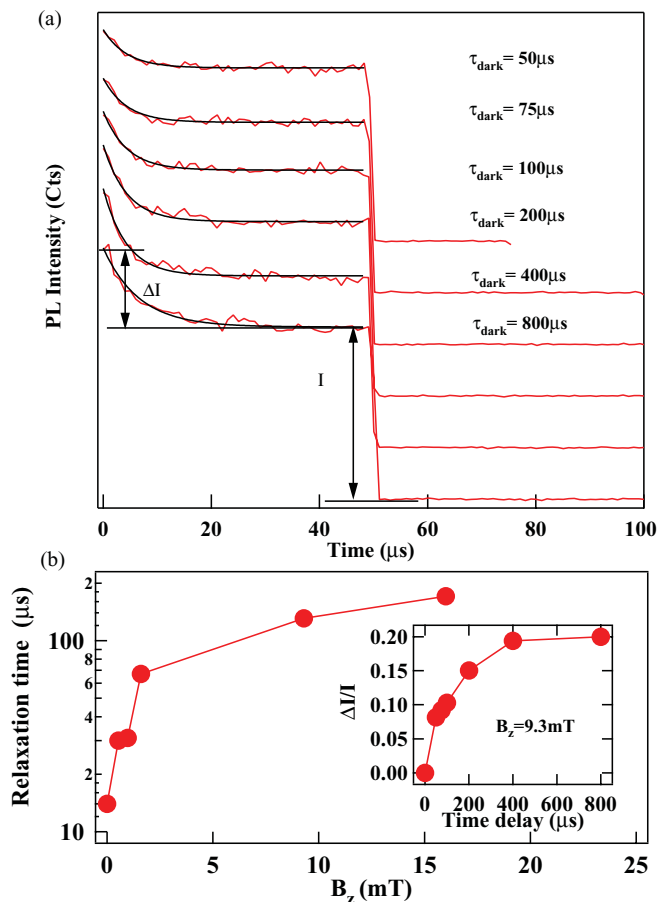 (a)
PL Intensity (Cts)
τdark= 50μs
τdark= 75μs
τdark= 100μs
τdark= 200μs
τdark= 400μs
τdark= 800μs
ΔI
I
0 20 40 60 80 100
Time (μs)
(b)
Relaxation time (μs)
2
100
8
6
4
2
10
0 5 10 15 20 25
Bz(mT)
ΔI/I
0.20
0.15
0.10
0.05
0.00
Bz=9.3mT
0 200 400 600 800
Time delay (μs)